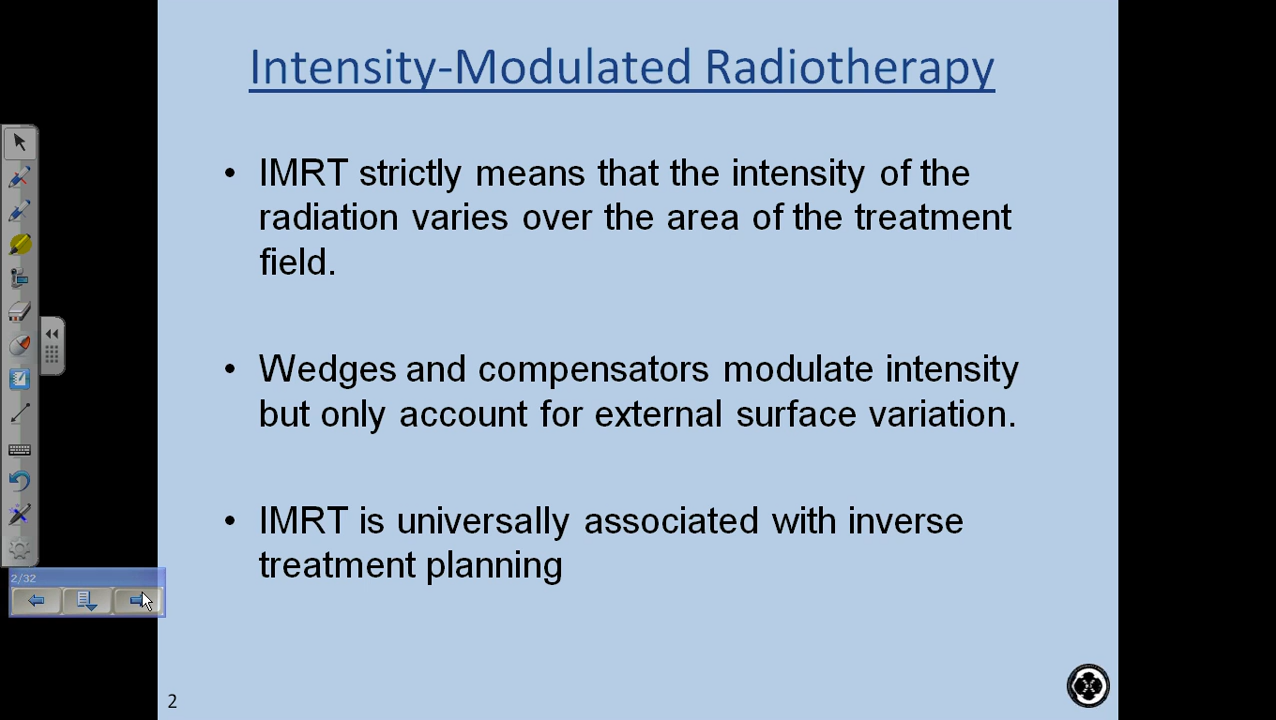 Intensity-Modulated Radiotherapy
• IMRT strictly means that the intensity of the
radiation varies over the area of the treatment
field.
• Wedges and compensators modulate intensity
but only account for external surface variation.
• IMRT is universally associated with inverse
treatment planning
2/32
2